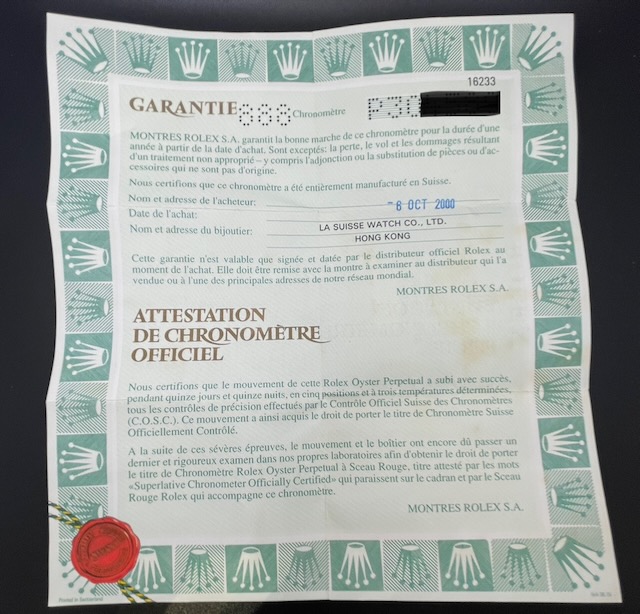 16233
GARANTIE 888 Chronomètre P30
MONTRES ROLEX S.A. garantit la bonne marche de ce chronomètre pour la durée d'une
année à partir de la date d'achat. Sont exceptés: la perte, le vol et les dommages résultant
d'un traitement non approprié – y compris l'adjonction ou la substitution de pièces ou d'ac-
cessoires qui ne sont pas d'origine.
Nous certifions que ce chronomètre a été entièrement manufacturé en Suisse.
Nom et adresse de l'acheteur:
Date de l'achat: -8 OCT 2000
Nom et adresse du bijoutier: LA SUISSE WATCH CO., LTD.
HONG KONG
Cette garantie n'est valable que signée et datée par le distributeur officiel Rolex au
moment de l'achat. Elle doit être remise avec la montre à examiner au distributeur qui l'a
vendue ou à l'une des principales adresses de notre réseau mondial.
MONTRES ROLEX S.A.
ATTESTATION
DE CHRONOMÈTRE
OFFICIEL
Nous certifions que le mouvement de cette Rolex Oyster Perpetual a subi avec succès,
pendant quinze jours et quinze nuits, en cinq positions et à trois températures déterminées,
tous les contrôles de précision effectués par le Contrôle Officiel Suisse des Chronomètres
(C.O.S.C.). Ce mouvement a ainsi acquis le droit de porter le titre de Chronomètre Suisse
Officiellement Contrôlé.
A la suite de ces sévères épreuves, le mouvement et le boîtier ont encore dû passer un
dernier et rigoureux examen dans nos propres laboratoires afin d'obtenir le droit de porter
le titre de Chronomètre Rolex Oyster Perpetual à Sceau Rouge, titre attesté par les mots
«Superlative Chronometer Officially Certified» qui paraissent sur le cadran et par le Sceau
Rouge Rolex qui accompagne ce chronomètre.
MONTRES ROLEX S.A.
Printed in Switzerland